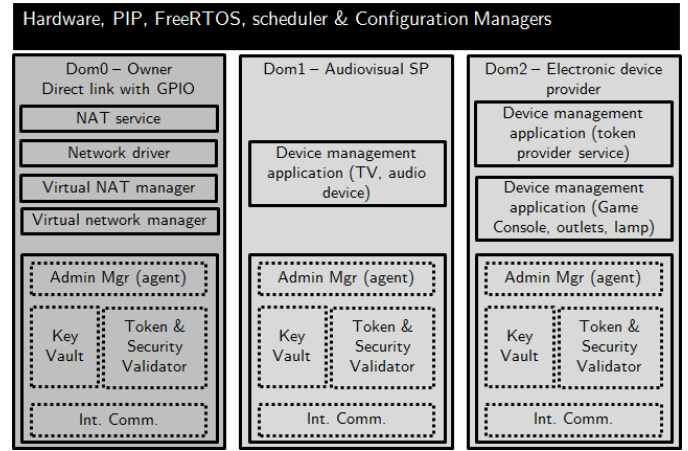 Hardware, PIP, FreeRTOS, scheduler & Configuration Managers
Dom0 – Owner
Direct link with GPIO
NAT service
Network driver
Virtual NAT manager
Virtual network manager
Admin Mgr (agent)
Key
Vault
Token &
Security
Validator
Int. Comm.
Dom1 – Audiovisual SP
Device management
application (TV, audio
device)
Admin Mgr (agent)
Key
Vault
Token &
Security
Validator
Int. Comm.
Dom2 – Electronic device
provider
Device management
application (token
provider service)
Device management
application (Game
Console, outlets, lamp)
Admin Mgr (agent)
Key
Vault
Token &
Security
Validator
Int. Comm.